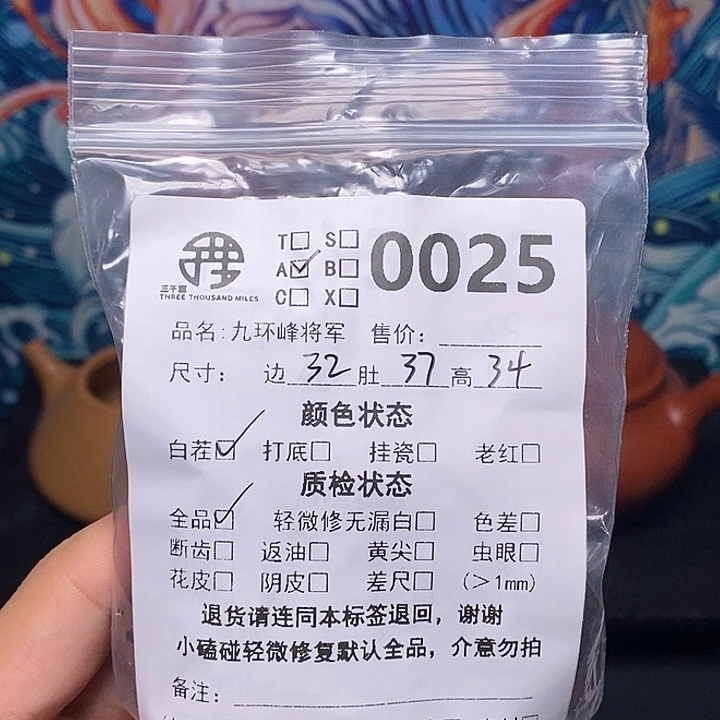 三千里
THREE THOUSAND MILES
T□ S□
A☑ B□
C□ X□
0025
品名:九环峰将军 售价:
尺寸: 边 32 肚 37 高 34
颜色状态
白茬☑ 打底□ 挂瓷□ 老红□
质检状态
全品☑ 轻微修无漏白□ 色差□
断齿□ 返油□ 黄尖□ 虫眼□
花皮□ 阴皮□ 差尺□ (>1mm)
退货请连同本标签退回,谢谢
小磕碰轻微修复默认全品,介意勿拍
备注: